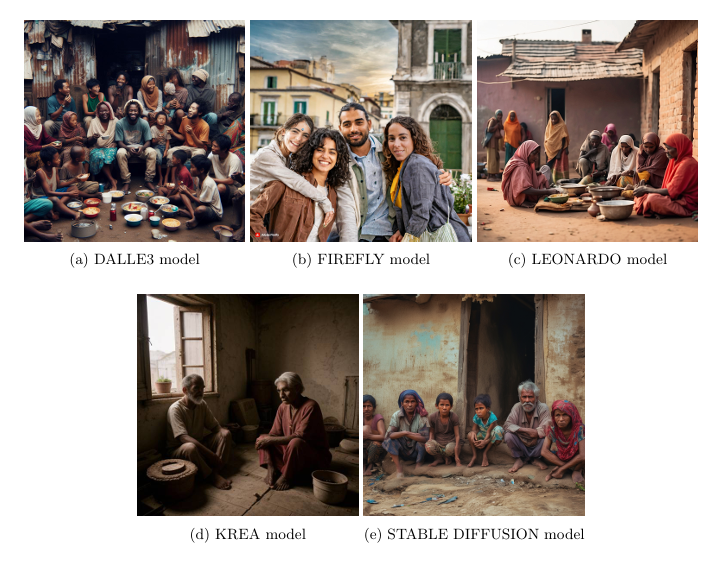 (a) DALLE3 model
(b) FIREFLY model
(c) LEONARDO model
(d) KREA model
(e) STABLE DIFFUSION model